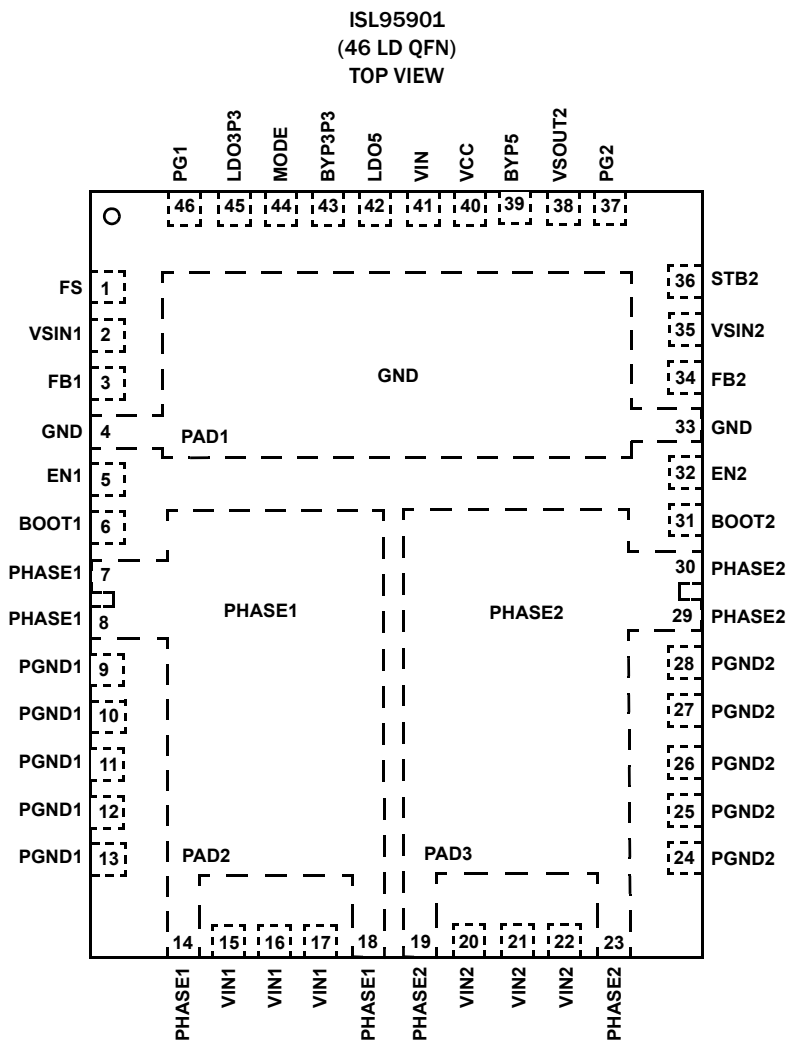 ISL95901
(46 LD QFN)
TOP VIEW
PG1
LDO3P3
MODE
BYP3P3
LDO5
VIN
VCC
BYP5
VSOUT2
PG2
46
45
44
43
42
41
40
39
38
37
FS
1
36
STB2
VSIN1
2
35
VSIN2
FB1
3
GND
34
FB2
GND
4
PAD1
33
GND
EN1
5
32
EN2
BOOT1
6
31
BOOT2
PHASE1
7
30
PHASE2
PHASE1
8
PHASE1
PHASE2
29
PHASE2
PGND1
9
28
PGND2
PGND1
10
27
PGND2
PGND1
11
26
PGND2
PGND1
12
25
PGND2
PGND1
13
PAD2
PAD3
24
PGND2
14
15
16
17
18
19
20
21
22
23
PHASE1
VIN1
VIN1
VIN1
PHASE1
PHASE2
VIN2
VIN2
VIN2
PHASE2